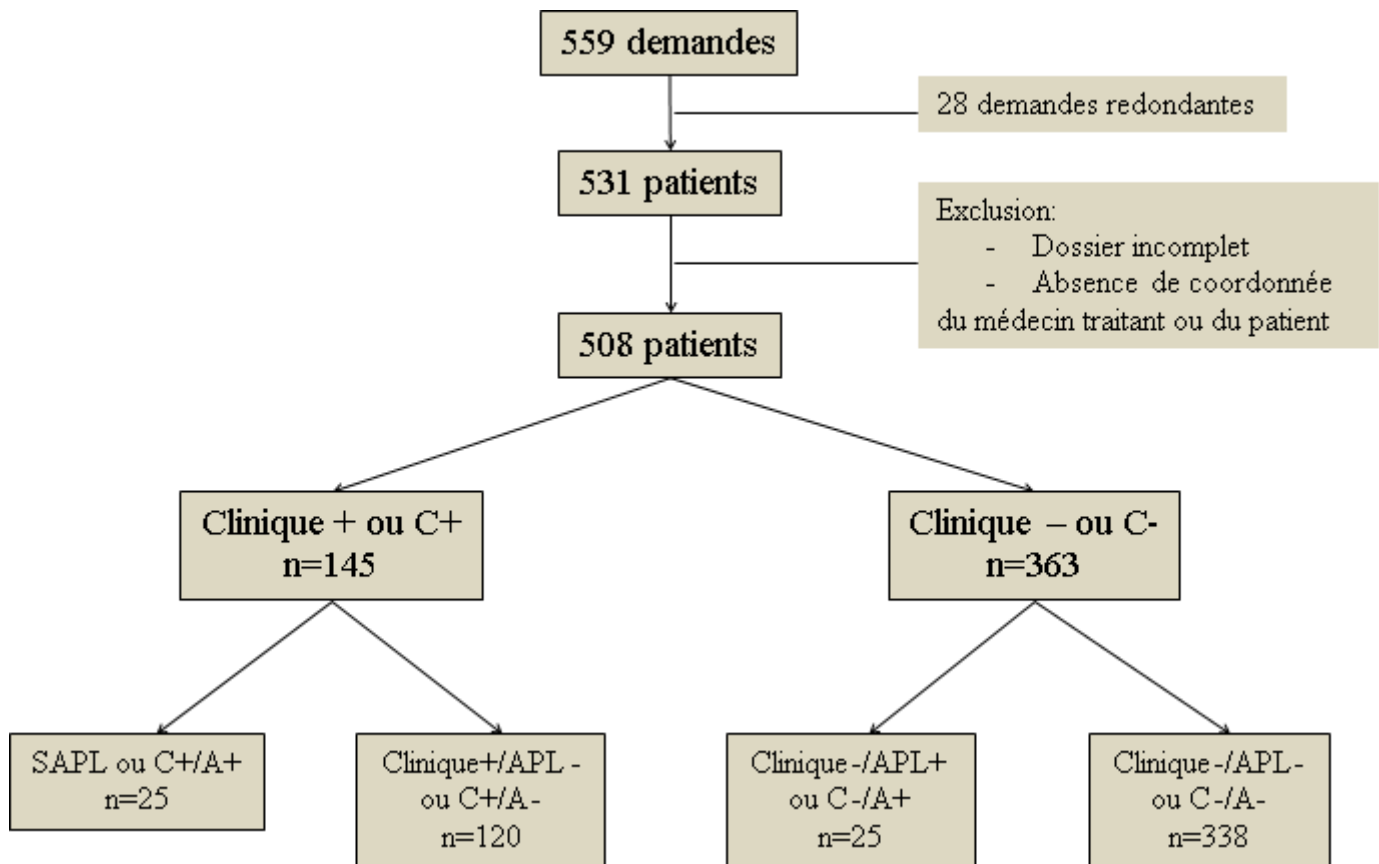 559 demandes
28 demandes redondantes
531 patients
Exclusion:
- Dossier incomplet
- Absence de coordonnée
du médecin traitant ou du patient
508 patients
Clinique + ou C+
n=145
Clinique – ou C-
n=363
SAPL ou C+/A+
n=25
Clinique+/APL -
ou C+/A-
n=120
Clinique-/APL+
ou C-/A+
n=25
Clinique-/APL-
ou C-/A-
n=338